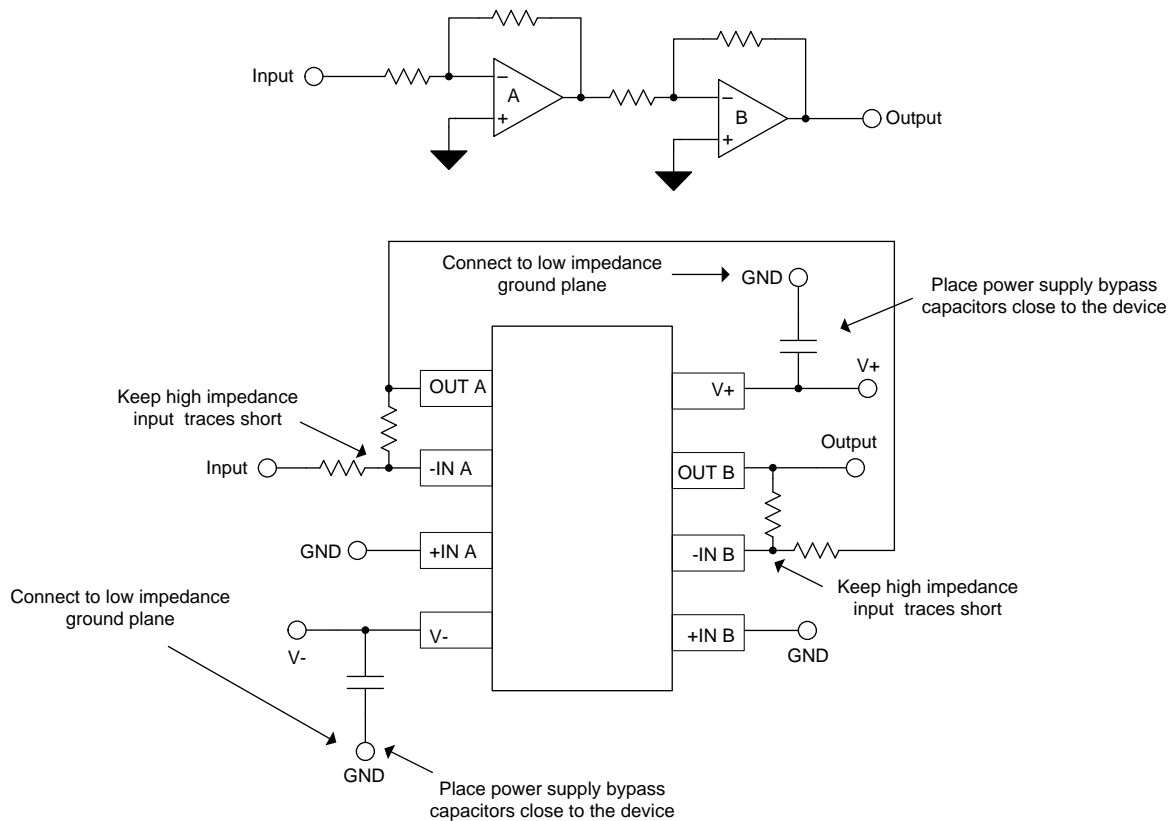 Input
−
+
A
−
+
B
Output
Connect to low impedance
ground plane
GND
Place power supply bypass
capacitors close to the device
V+
Keep high impedance
input traces short
OUT A
V+
Input
-IN A
OUT B
Output
GND
+IN A
-IN B
Keep high impedance
input traces short
Connect to low impedance
ground plane
V-
V-
+IN B
GND
GND
Place power supply bypass
capacitors close to the device